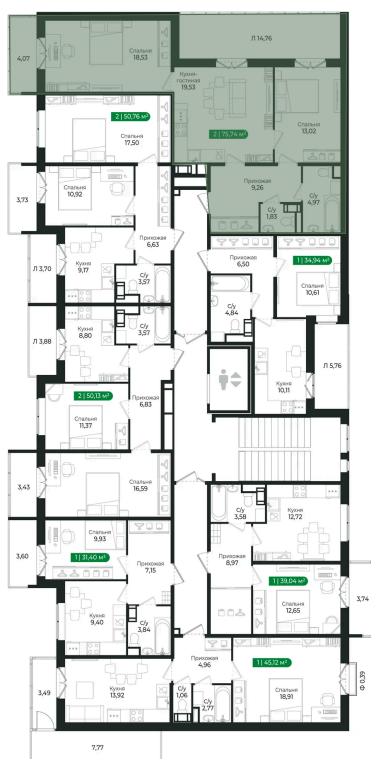 Л 14,76
4,07
Спальня
18,53
Кухня-
гостиная
19,53
Спальня
13,02
2 | 50,76 м²
Спальня
17,50
2 | 75,74 м²
3,73
Спальня
10,92
9,26
С/у
1,83
С/у
4,97
Прихожая
6,63
Прихожая
6,50
1 | 34,94 м²
Л 3,70
Кухня
9,17
С/у
3,57
С/у
4,84
Спальня
10,61
Л 3,88
Кухня
8,80
С/у
3,57
Л 5,76
Кухня
10,11
2 | 50,13 м²
Спальня
11,37
Прихожая
6,83
3,43
Спальня
16,59
С/у
3,58
Кухня
12,72
3,60
Спальня
9,93
1 | 31,40 м²
Прихожая
7,15
Прихожая
8,97
1 | 39,04 м²
Спальня
12,65
3,74
Кухня
9,40
С/у
3,84
Прихожая
4,96
1 | 45,12 м²
3,49
Кухня
13,92
С/у
1,06
С/у
2,77
Спальня
18,91
Ф 0,39
7,77